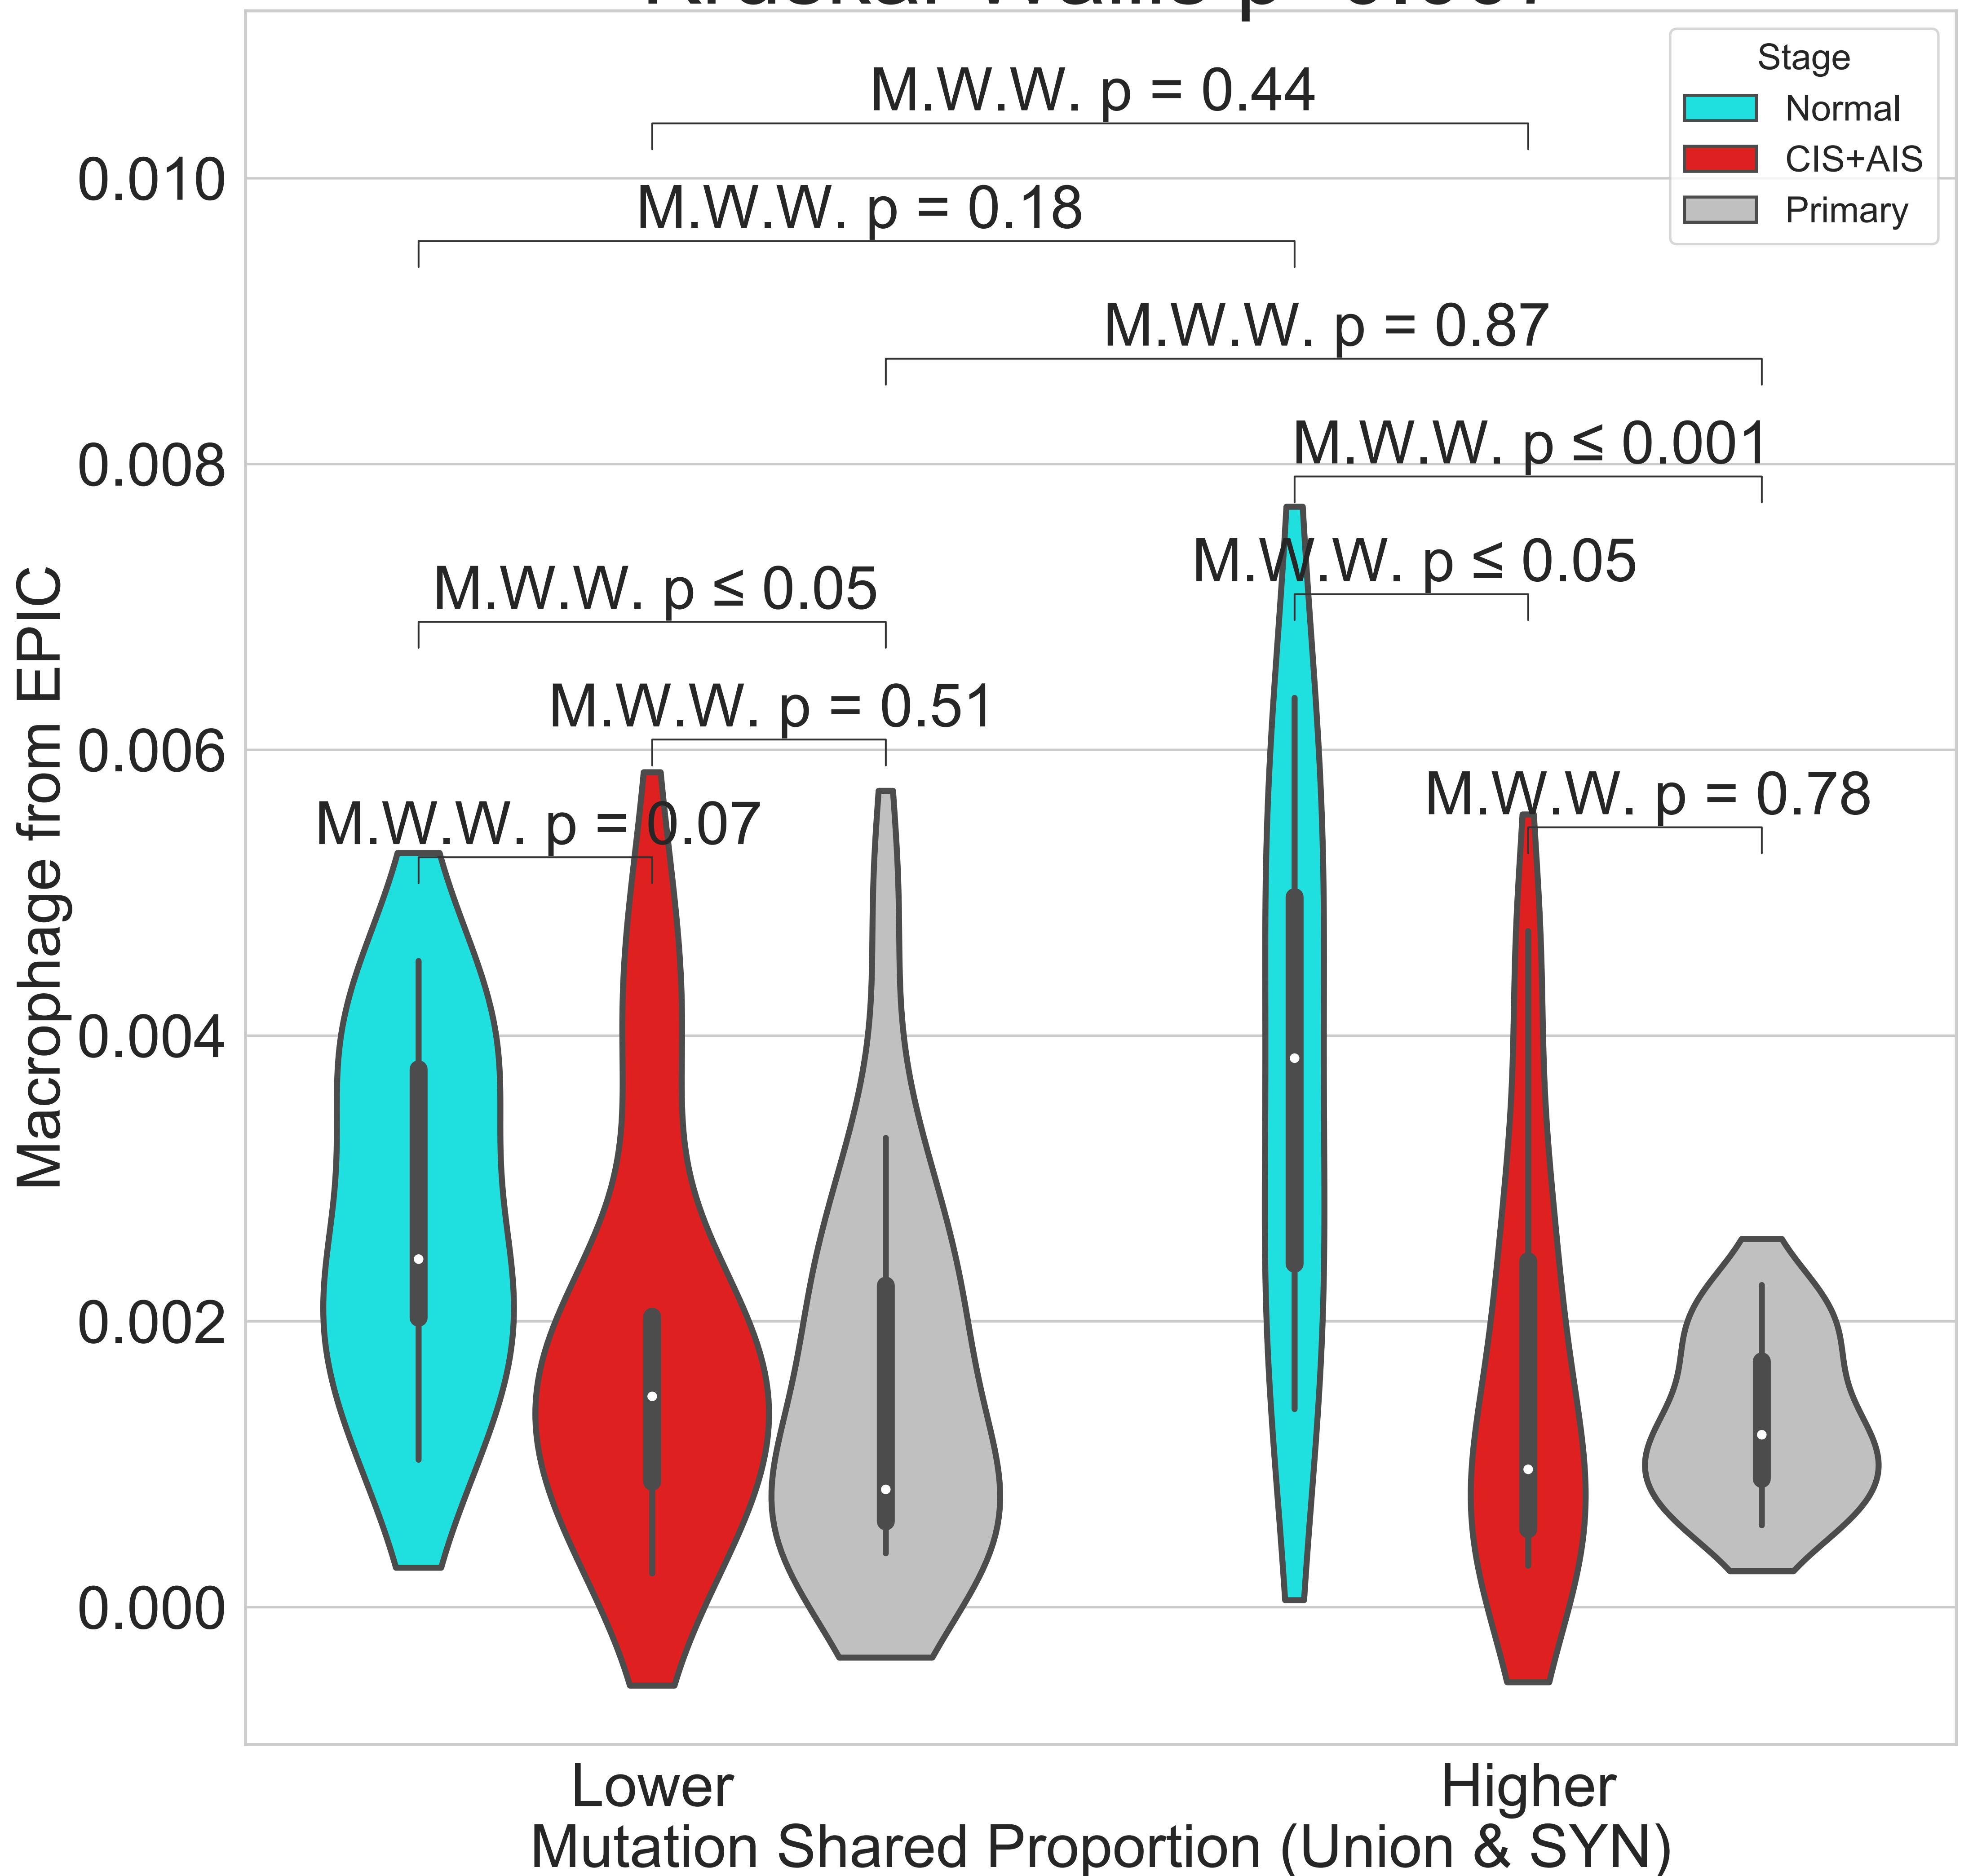 Stage
Normal
CIS+AIS
Primary
M.W.W. p = 0.44
M.W.W. p = 0.18
M.W.W. p = 0.87
M.W.W. p ≤ 0.001
M.W.W. p ≤ 0.05
M.W.W. p ≤ 0.05
M.W.W. p = 0.51
M.W.W. p = 0.78
M.W.W. p = 0.07
0.010
0.008
0.006
0.004
0.002
0.000
Macrophage from EPIC
Lower
Higher
Mutation Shared Proportion (Union & SYN)